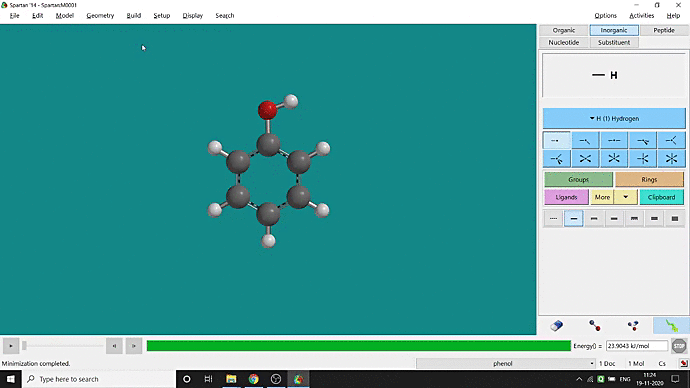 Spartan '14 - Spartan:M0001
File Edit Model Geometry Build Setup Display Search Options Activities Help
Organic Inorganic Peptide
Nucleotide Substituent
H
H (1) Hydrogen
Groups Rings
Ligands More Clipboard
Energy() = 23.9043 kJ/mol STOP
Minimization completed. phenol 1 Doc 1 Mol Cs
Type here to search
ENG
11:24
19-11-2020